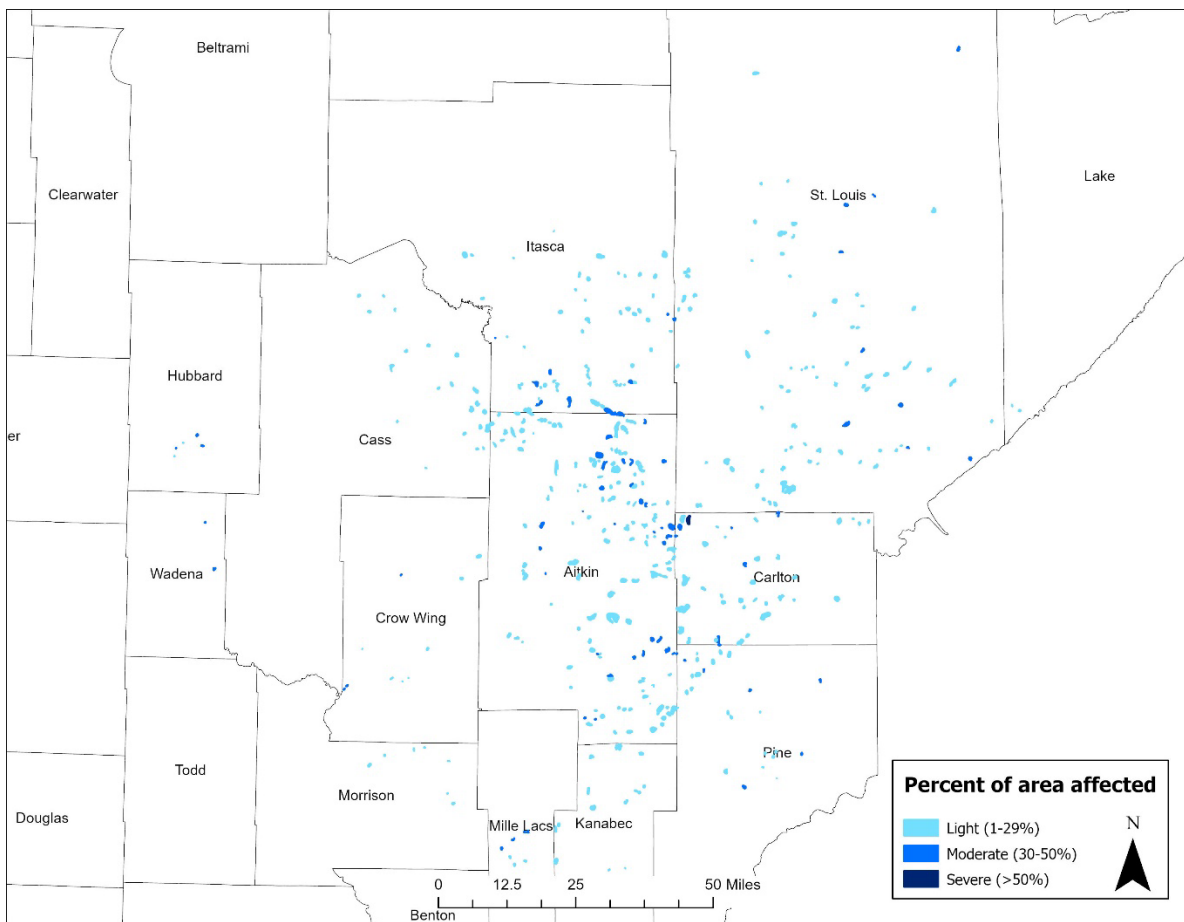 Beltrami
Clearwater
Lake
St. Louis
Itasca
Hubbard
er
Cass
Wadena
Aitkin
Carlton
Crow Wing
Pine
Todd
Morrison
Douglas
Mille Lacs
Kanabec
Benton
0 12.5 25 50 Miles
Percent of area affected
Light (1-29%)
Moderate (30-50%)
Severe (>50%)
N